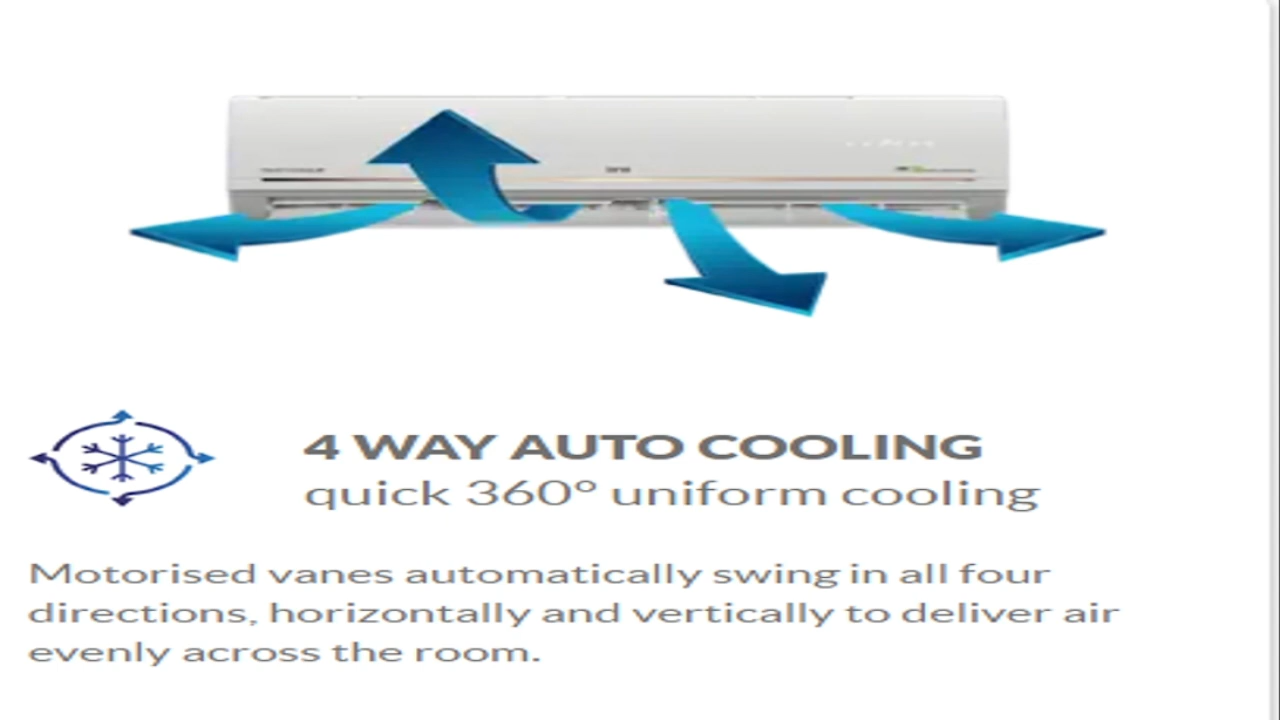 4 WAY AUTO COOLING
quick 360° uniform cooling
Motorised vanes automatically swing in all four
directions, horizontally and vertically to deliver air
evenly across the room.